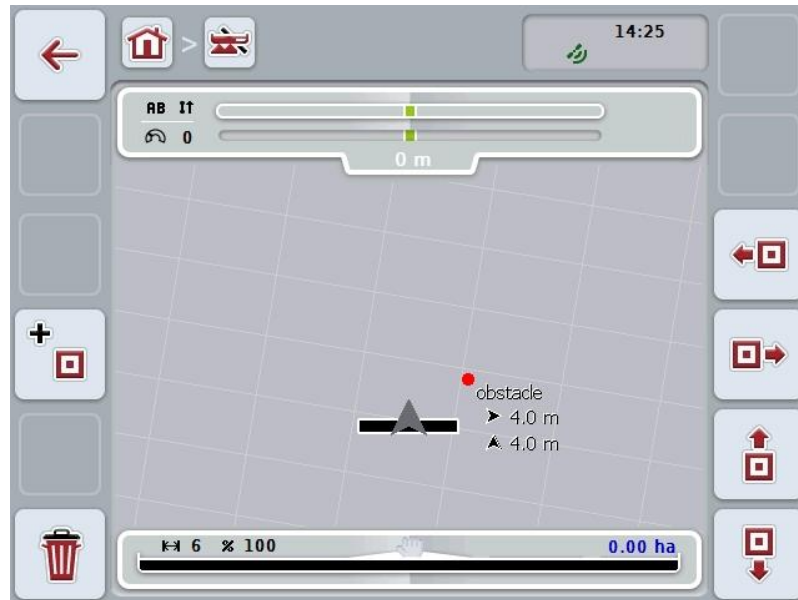 >
14:25
AB I↑
0
0 m
+
obstacle
➤ 4.0 m
⮝ 4.0 m
6 % 100 0.00 ha